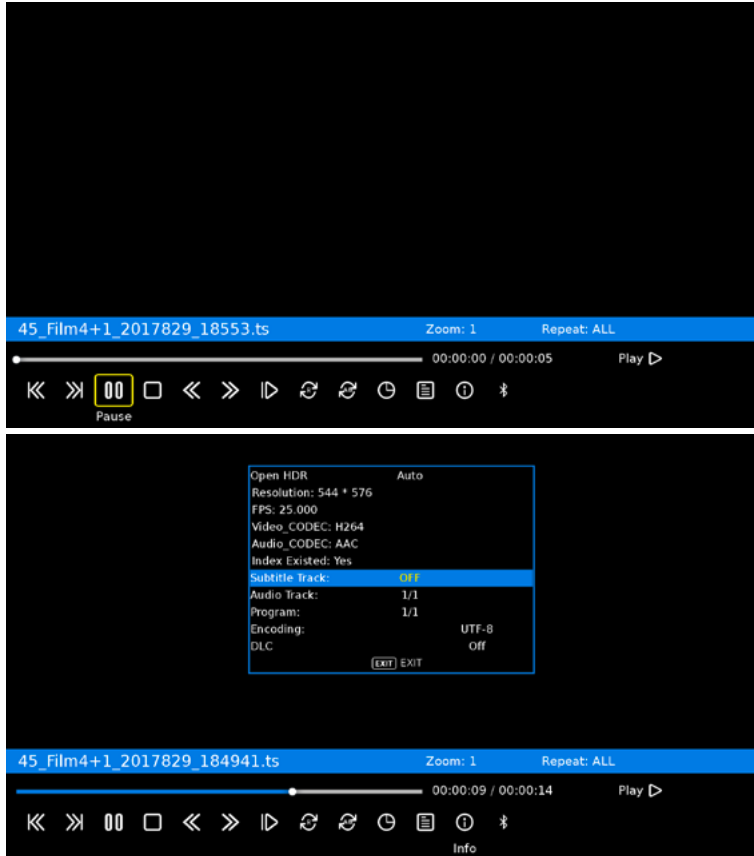 45_Film4+1_2017829_18553.ts Zoom: 1 Repeat: ALL
00:00:00 / 00:00:05 Play
Pause
Open HDR Auto
Resolution: 544 * 576
FPS: 25.000
Video_CODEC: H264
Audio_CODEC: AAC
Index Existed: Yes
Subtitle Track: OFF
Audio Track: 1/1
Program: 1/1
Encoding: UTF-8
DLC Off
EXIT EXIT
45_Film4+1_2017829_184941.ts Zoom: 1 Repeat: ALL
00:00:09 / 00:00:14 Play
Info